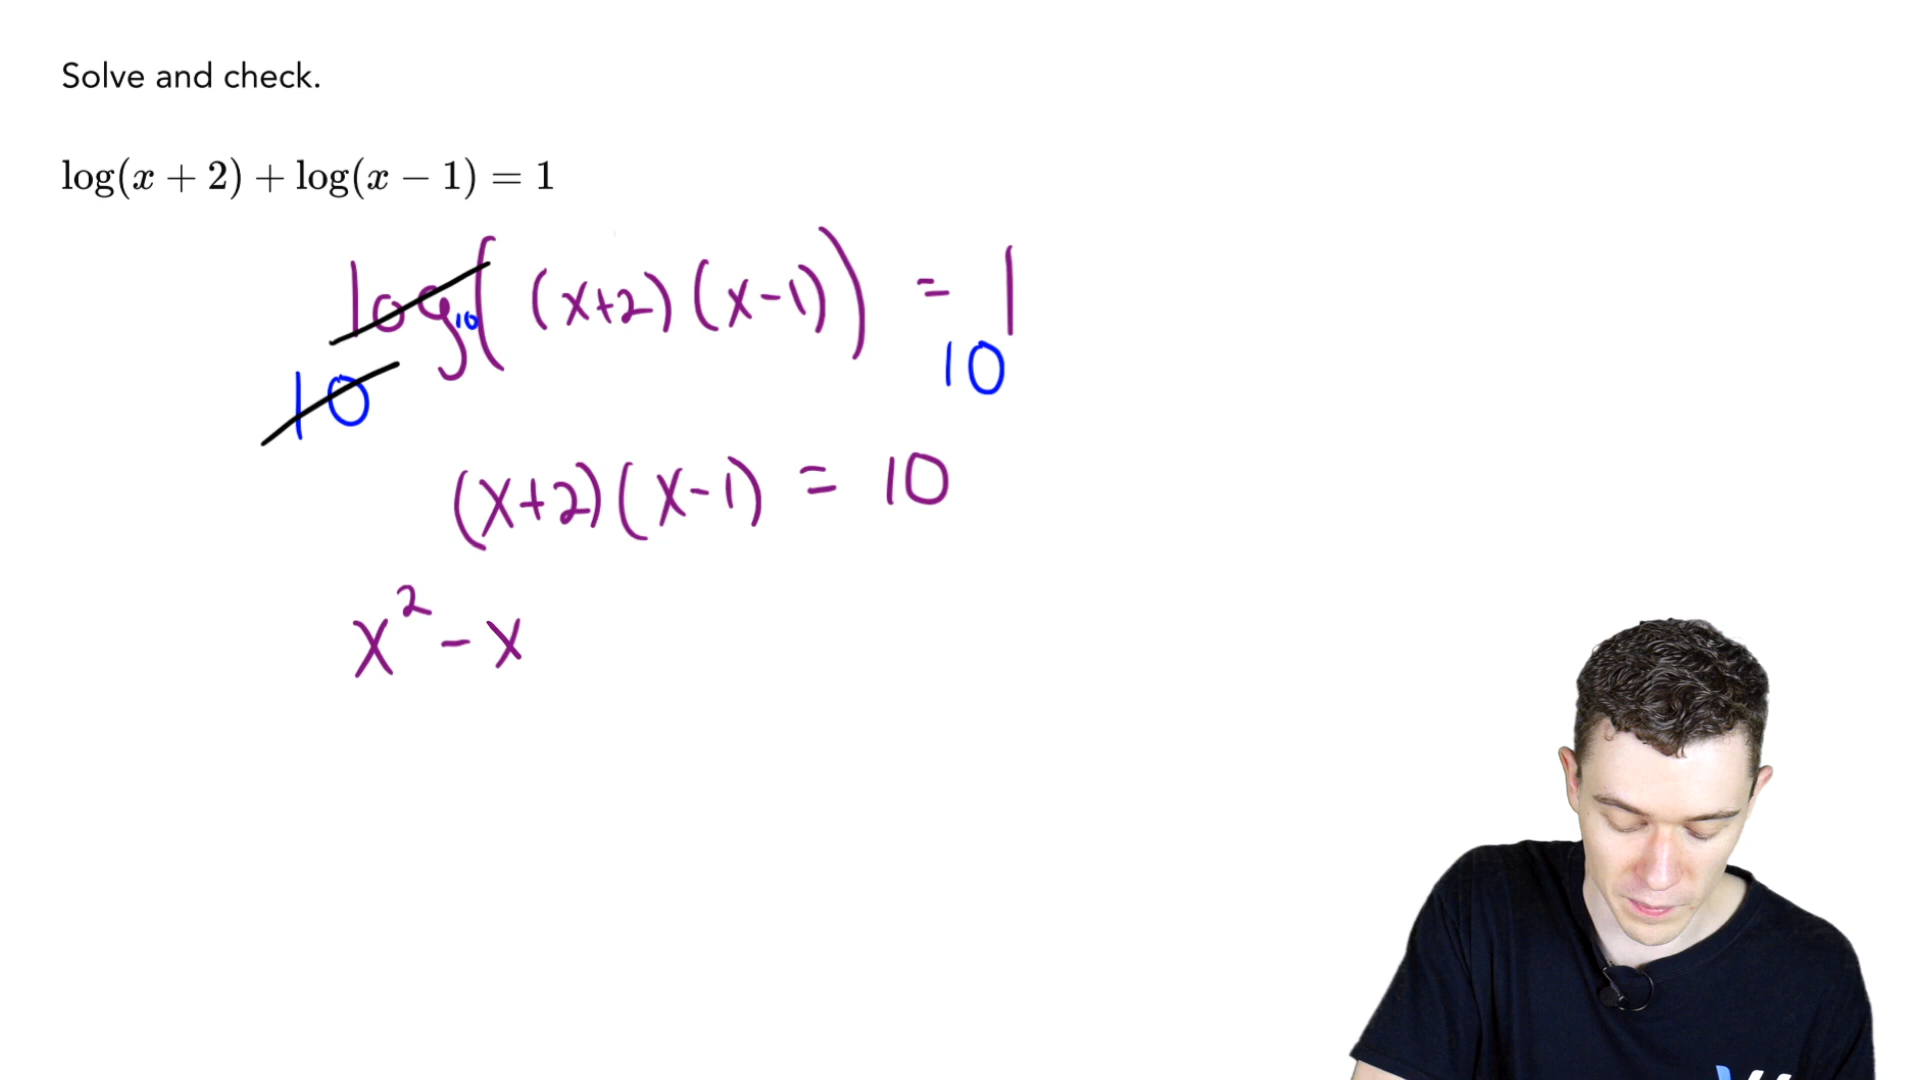 Solve and check.
log(x + 2) + log(x − 1) = 1
log₁₀((x+2)(x-1)) = 1
10 10
(x+2)(x-1) = 10
x² - x